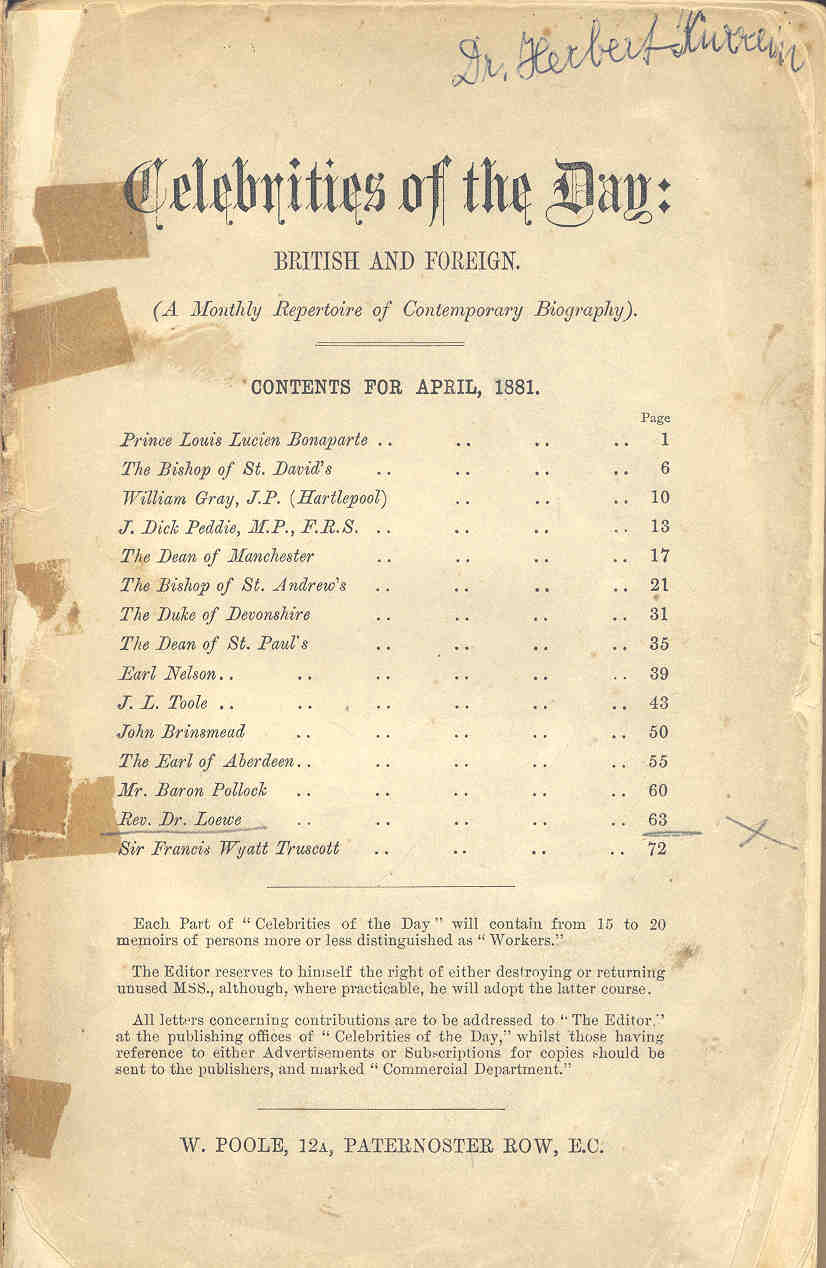 Dr. Herbert Kurrein
Celebrities of the Day:
BRITISH AND FOREIGN.
(A Monthly Repertoire of Contemporary Biography).
CONTENTS FOR APRIL, 1881.
Page
Prince Louis Lucien Bonaparte .. .. .. .. 1
The Bishop of St. David's .. .. .. .. 6
William Gray, J.P. (Hartlepool) .. .. .. 10
J. Dick Peddie, M.P., F.R.S. .. .. .. .. 13
The Dean of Manchester .. .. .. .. 17
The Bishop of St. Andrew's .. .. .. .. 21
The Duke of Devonshire .. .. .. .. 31
The Dean of St. Paul's .. .. .. .. 35
Earl Nelson.. .. .. .. .. .. 39
J. L. Toole .. .. .. .. .. .. 43
John Brinsmead .. .. .. .. .. 50
The Earl of Aberdeen.. .. .. .. .. 55
Mr. Baron Pollock .. .. .. .. .. 60
Rev. Dr. Loewe .. .. .. .. .. 63
Sir Francis Wyatt Truscott .. .. .. .. 72
Each Part of "Celebrities of the Day" will contain from 15 to 20
memoirs of persons more or less distinguished as "Workers."
The Editor reserves to himself the right of either destroying or returning
unused MSS., although, where practicable, he will adopt the latter course.
All letters concerning contributions are to be addressed to "The Editor,"
at the publishing offices of "Celebrities of the Day," whilst those having
reference to either Advertisements or Subscriptions for copies should be
sent to the publishers, and marked "Commercial Department."
W. POOLE, 12A, PATERNOSTER ROW, E.C.